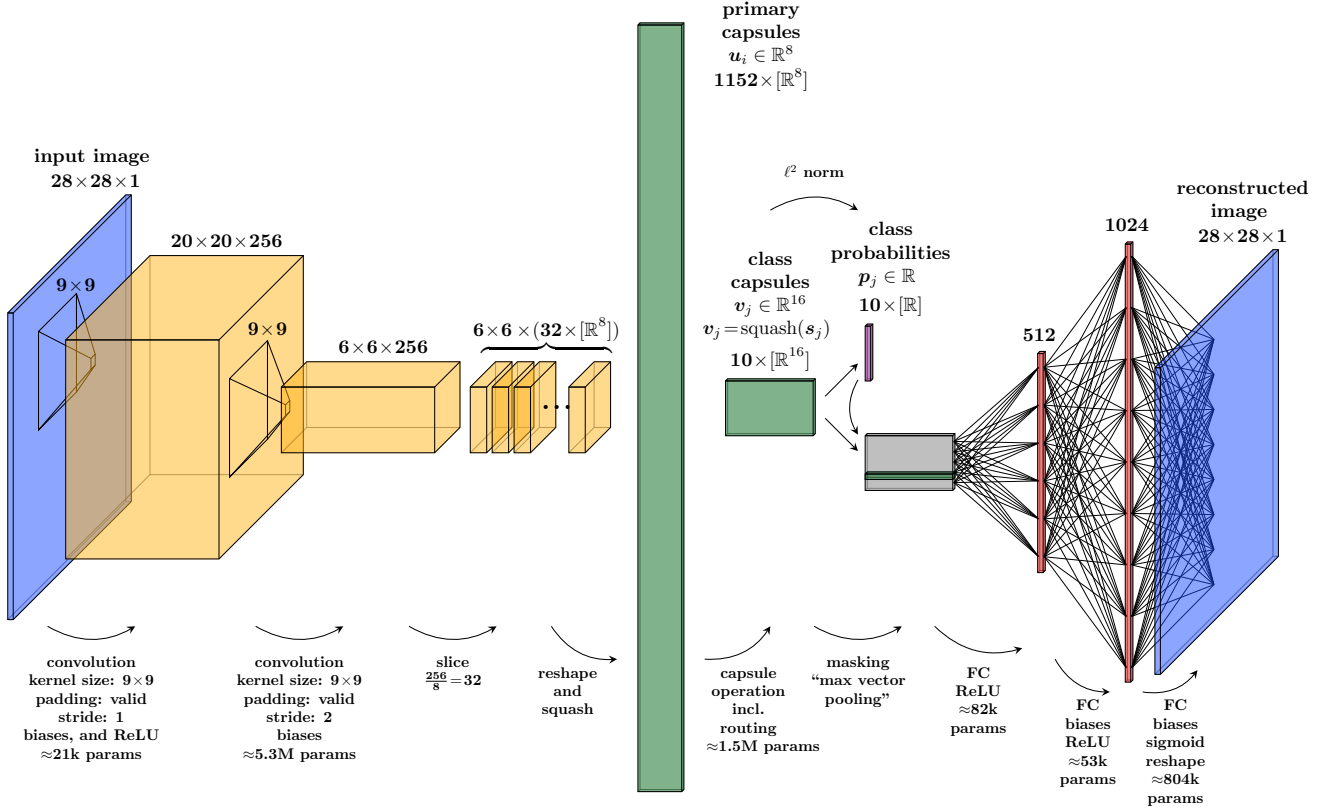 primary
capsules
u_i ∈ ℝ^8
1152×[ℝ^8]
input image
28×28×1
20×20×256
9×9
9×9
6×6×256
6×6×(32×[ℝ^8])
ℓ² norm
class
capsules
v_j ∈ ℝ^16
v_j=squash(s_j)
10×[ℝ^16]
class
probabilities
p_j ∈ ℝ
10×[ℝ]
512
1024
reconstructed
image
28×28×1
convolution
kernel size: 9×9
padding: valid
stride: 1
biases, and ReLU
≈21k params
convolution
kernel size: 9×9
padding: valid
stride: 2
biases
≈5.3M params
slice
256/8=32
reshape
and
squash
capsule
operation
incl.
routing
≈1.5M params
masking
“max vector
pooling”
FC
ReLU
≈82k
params
FC
biases
ReLU
≈53k
params
FC
biases
sigmoid
reshape
≈804k
params